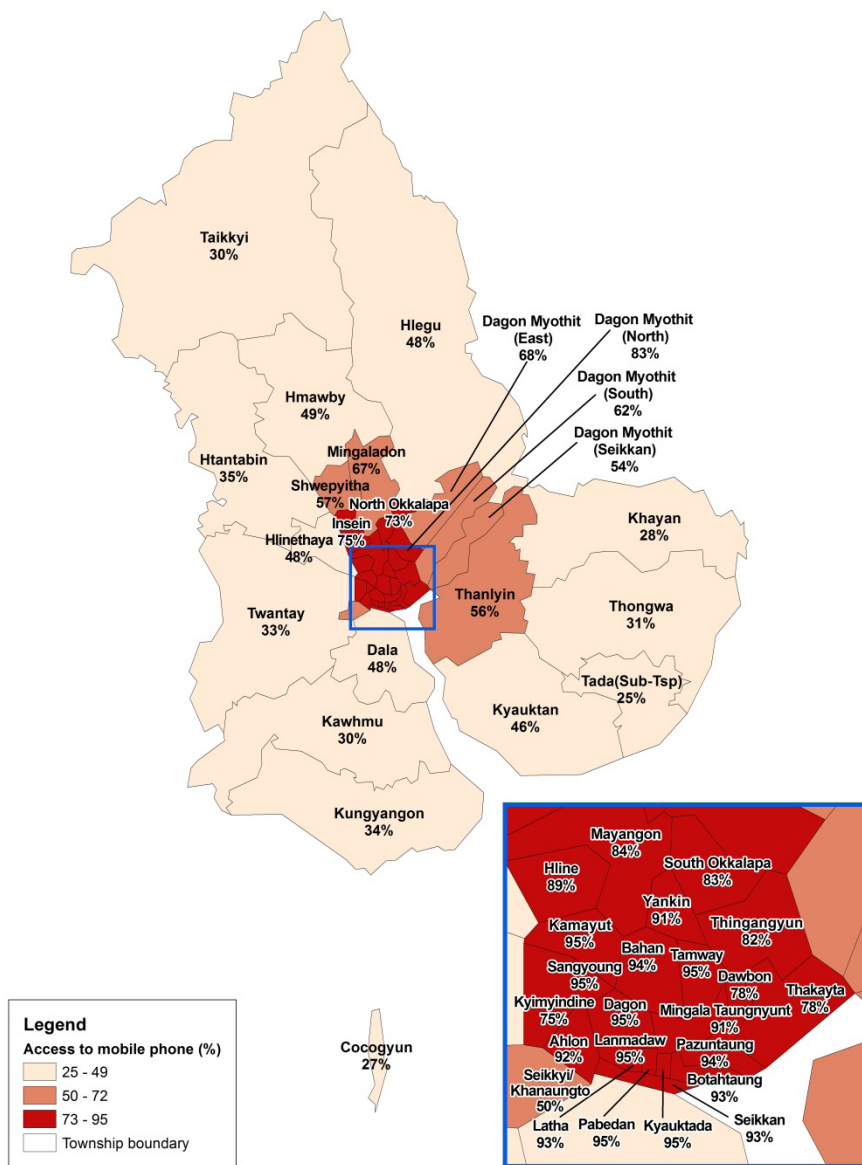 Taikkyi
30%
Hlegu
48%
Dagon Myothit
(East)
68%
Dagon Myothit
(North)
83%
Dagon Myothit
(South)
62%
Dagon Myothit
(Seikkan)
54%
Hmawby
49%
Htantabin
35%
Mingaladon
67%
Shwepyitha
57%
North Okkalapa
73%
Insein
75%
Hlinethaya
48%
Khayan
28%
Thanlyin
56%
Thongwa
31%
Twantay
33%
Dala
48%
Tada(Sub-Tsp)
25%
Kyauktan
46%
Kawhmu
30%
Kungyangon
34%
Cocogyun
27%
Mayangon
84%
South Okkalapa
83%
Hline
89%
Yankin
91%
Thingangyun
82%
Kamayut
95%
Bahan
94%
Tamway
95%
Sangyoung
95%
Dawbon
78%
Thakayta
78%
Kyimyindine
75%
Dagon
95%
Mingala Taungnyunt
91%
Ahlon
92%
Lanmadaw
95%
Pazuntaung
94%
Seikkyi/
Khanaungto
50%
Botahtaung
93%
Latha
93%
Pabedan
95%
Kyauktada
95%
Seikkan
93%
Legend
Access to mobile phone (%)
25 - 49
50 - 72
73 - 95
Township boundary